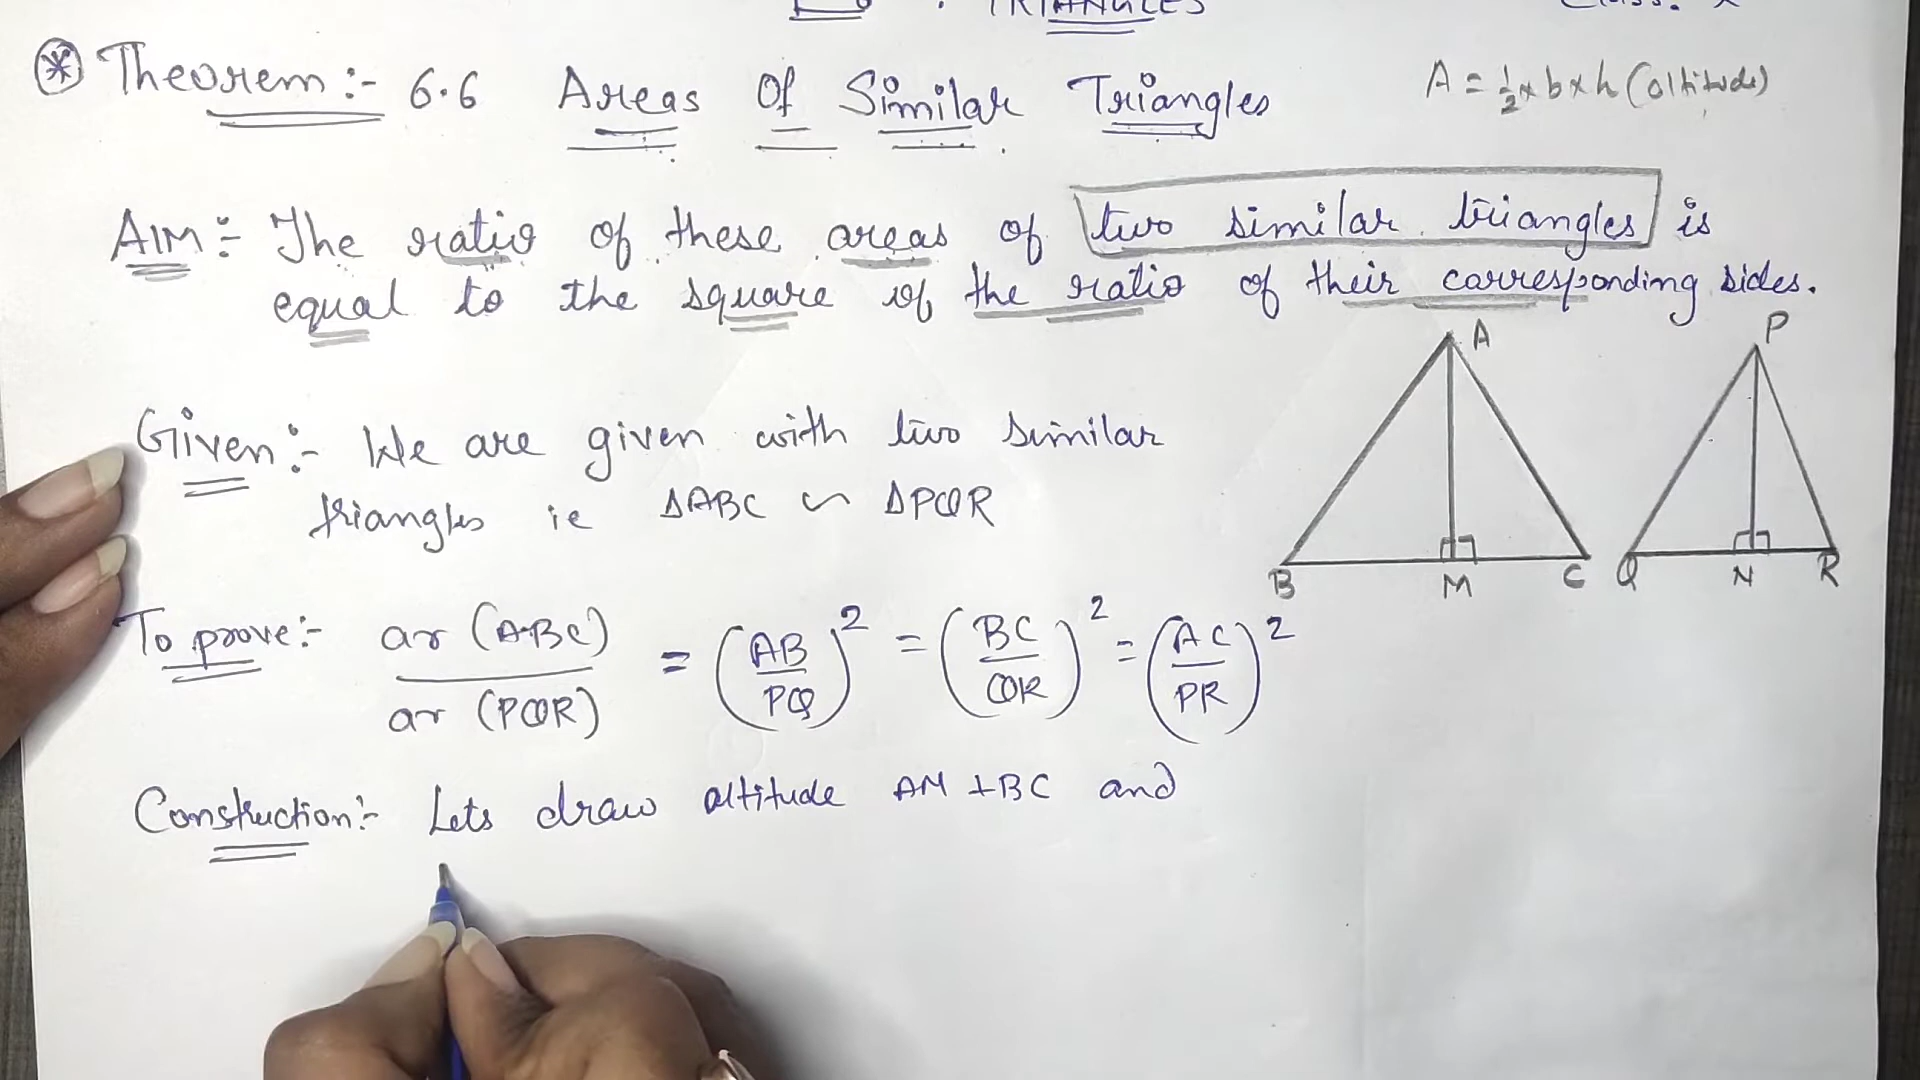 : TRIANGLES
Class: X
Theorem:- 6.6 Areas Of Similar Triangles
A = 1/2 × b × h (altitude)
AIM:- The ratio of these areas of two similar triangles is
equal to the square of the ratio of their corresponding sides.
Given:- We are given with two similar
triangles ie ΔABC ∽ ΔPQR
A
B M C
P
Q N R
To prove:- ar (ABC) / ar (PQR) = (AB/PQ)² = (BC/QR)² = (AC/PR)²
Construction:- Lets draw altitude AM ⊥ BC and